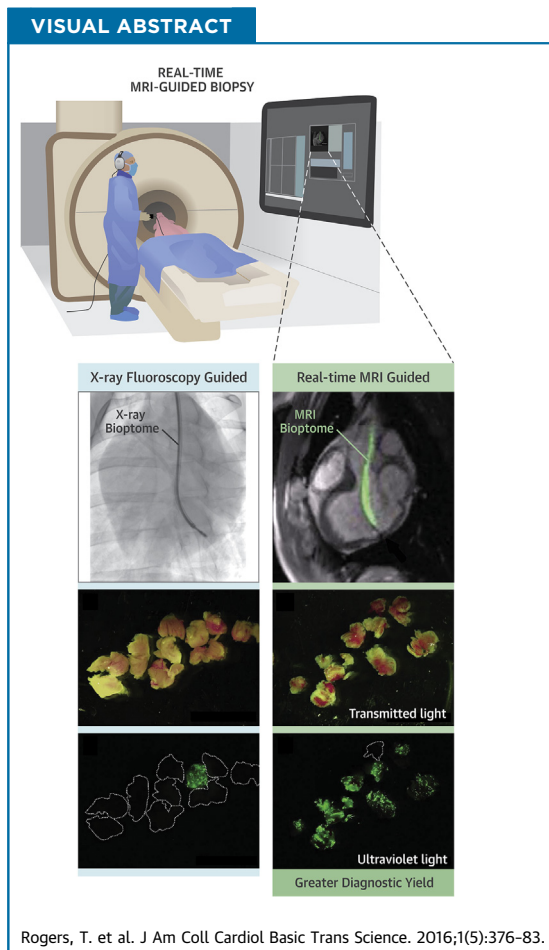 VISUAL ABSTRACT
REAL-TIME
MRI-GUIDED BIOPSY
X-ray Fluoroscopy Guided
Real-time MRI Guided
X-ray
Bioptome
MRI
Bioptome
Transmitted light
Ultraviolet light
Greater Diagnostic Yield
Rogers, T. et al. J Am Coll Cardiol Basic Trans Science. 2016;1(5):376–83.